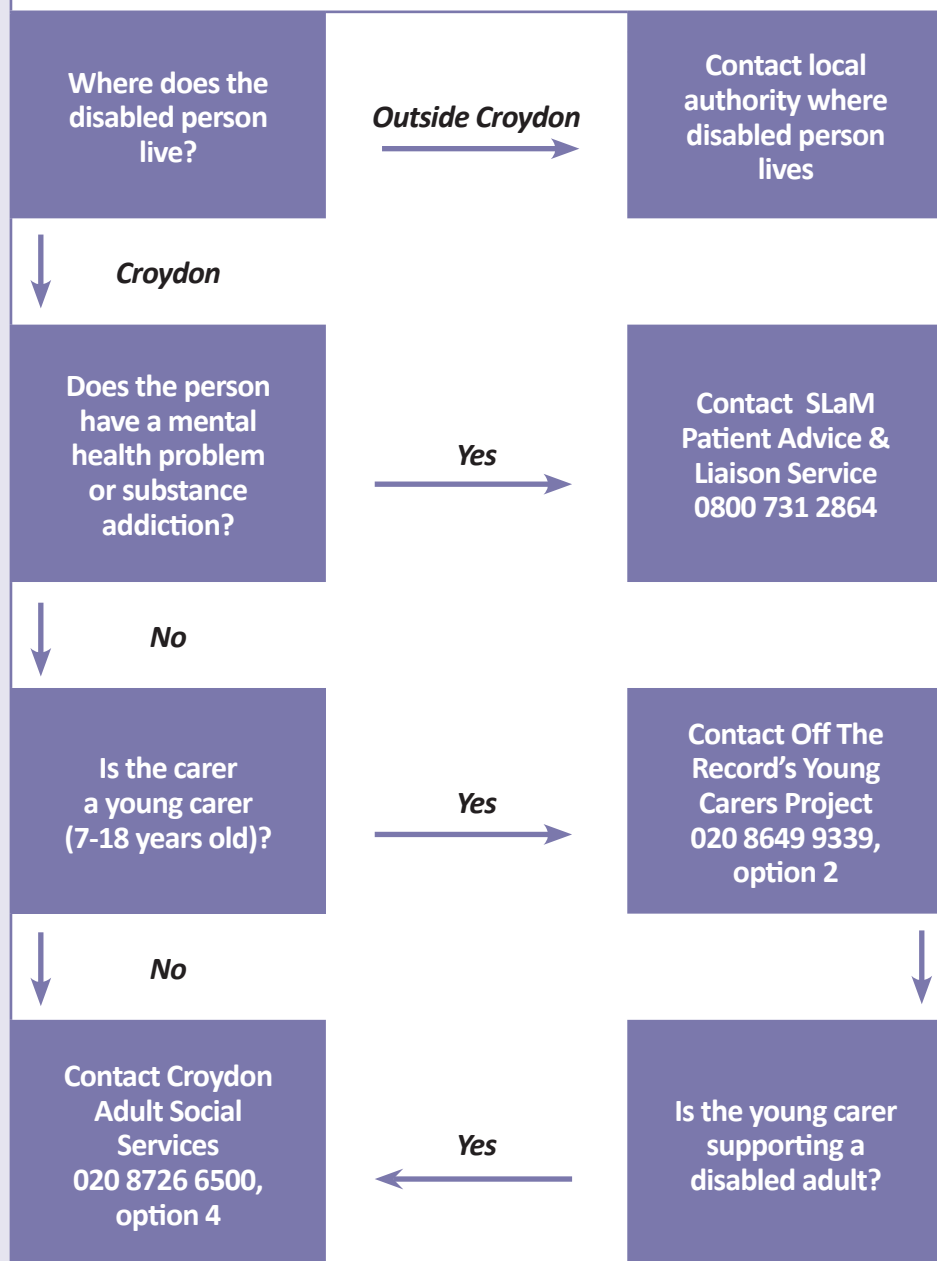 Where does the
disabled person
live?
Outside Croydon
Contact local
authority where
disabled person
lives
Croydon
Does the person
have a mental
health problem
or substance
addiction?
Yes
Contact SLaM
Patient Advice &
Liaison Service
0800 731 2864
No
Is the carer
a young carer
(7-18 years old)?
Yes
Contact Off The
Record’s Young
Carers Project
020 8649 9339,
option 2
No
Contact Croydon
Adult Social
Services
020 8726 6500,
option 4
Yes
Is the young carer
supporting a
disabled adult?